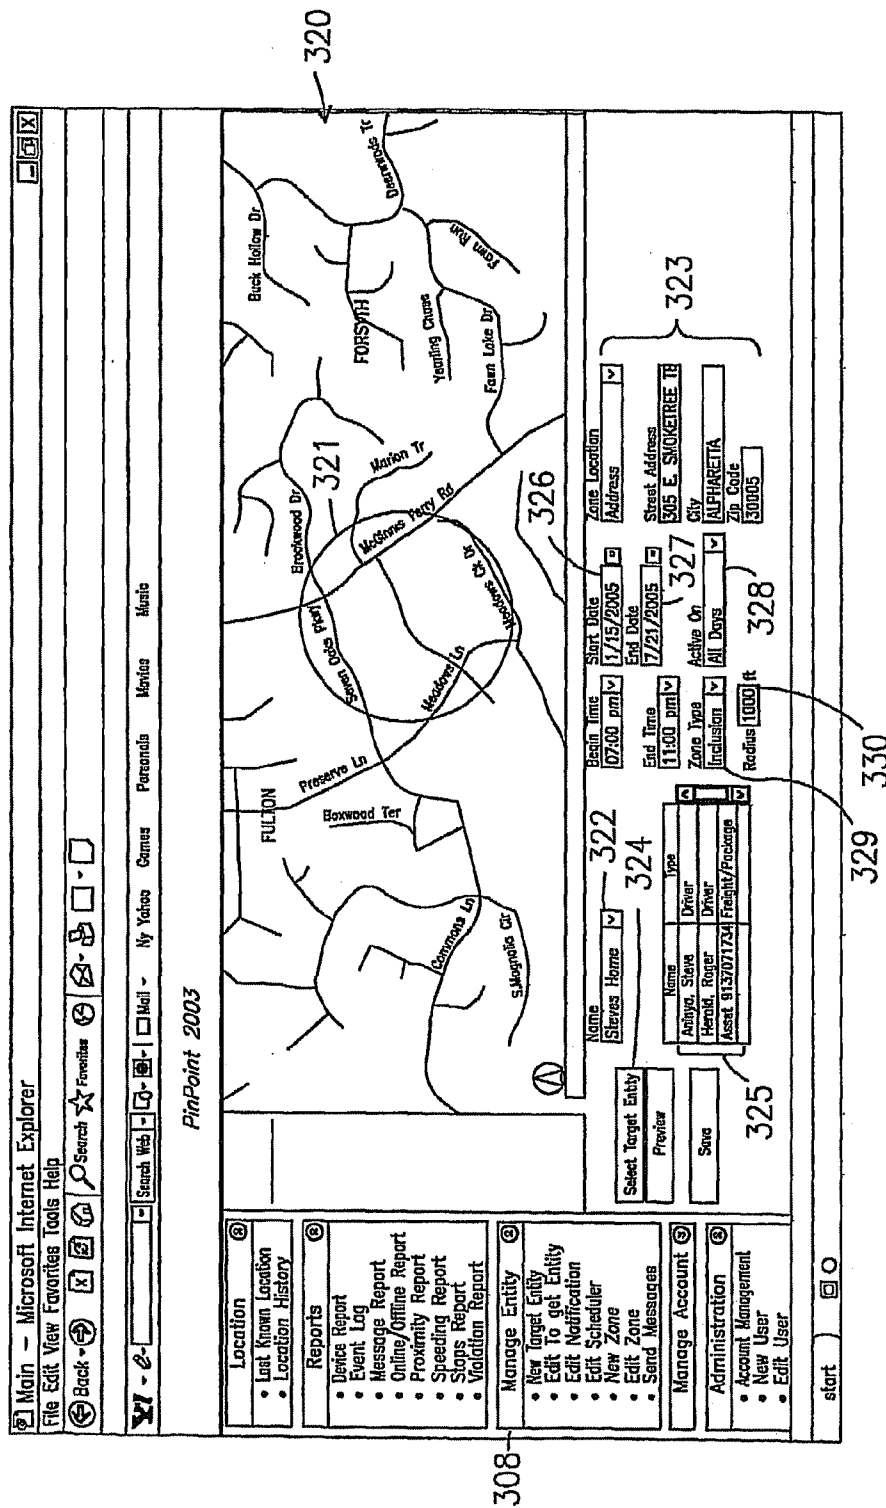 Main - Microsoft Internet Explorer
File Edit View Favorites Tools Help
Back
Search Favorites
Y! Search Web Mail Ny Yahoo Games Personals Movies Music
PinPoint 2003
Location
• Last Known Location
• Location History
Reports
• Device Report
• Event Log
• Message Report
• Online/Offline Report
• Proximity Report
• Speeding Report
• Stops Report
• Violation Report
Manage Entity
• New Target Entity
• Edit To get Entity
• Edit Notification
• Edit Scheduler
• New Zone
• Edit Zone
• Send Messages
Manage Account
Administration
• Account Management
• New User
• Edit User
308
FULTON
FORSYTH
Buck Hollow Dr
Deerwoods Tr
Fawn Run
Yearling Chase
Fawn Lake Dr
Brockwood Dr
Marion Tr
McGinnis Ferry Rd
Seven Oaks Pkwy
Meadows Ck Dr
Meadows Ln
Preserve Ln
Boxwood Ter
Commons Ln
S.Magnolia Cir
320
321
Select Target Entity
Preview
Save
Name
Steves Home
322
324
Name Type
Aninya, Steve Driver
Herold, Roger Driver
Asset 9137071734 Freight/Package
325
Begin Time
07:00 pm
End Time
11:00 pm
Zone Type
Inclusion
Radius 1000 ft
329
330
Start Date
1/15/2005
End Date
7/21/2005
Active On
All Days
326
327
328
Zone Location
Address
Street Address
305 E. SMOKETREE TE
City
ALPHARETTA
Zip Code
30005
323
start